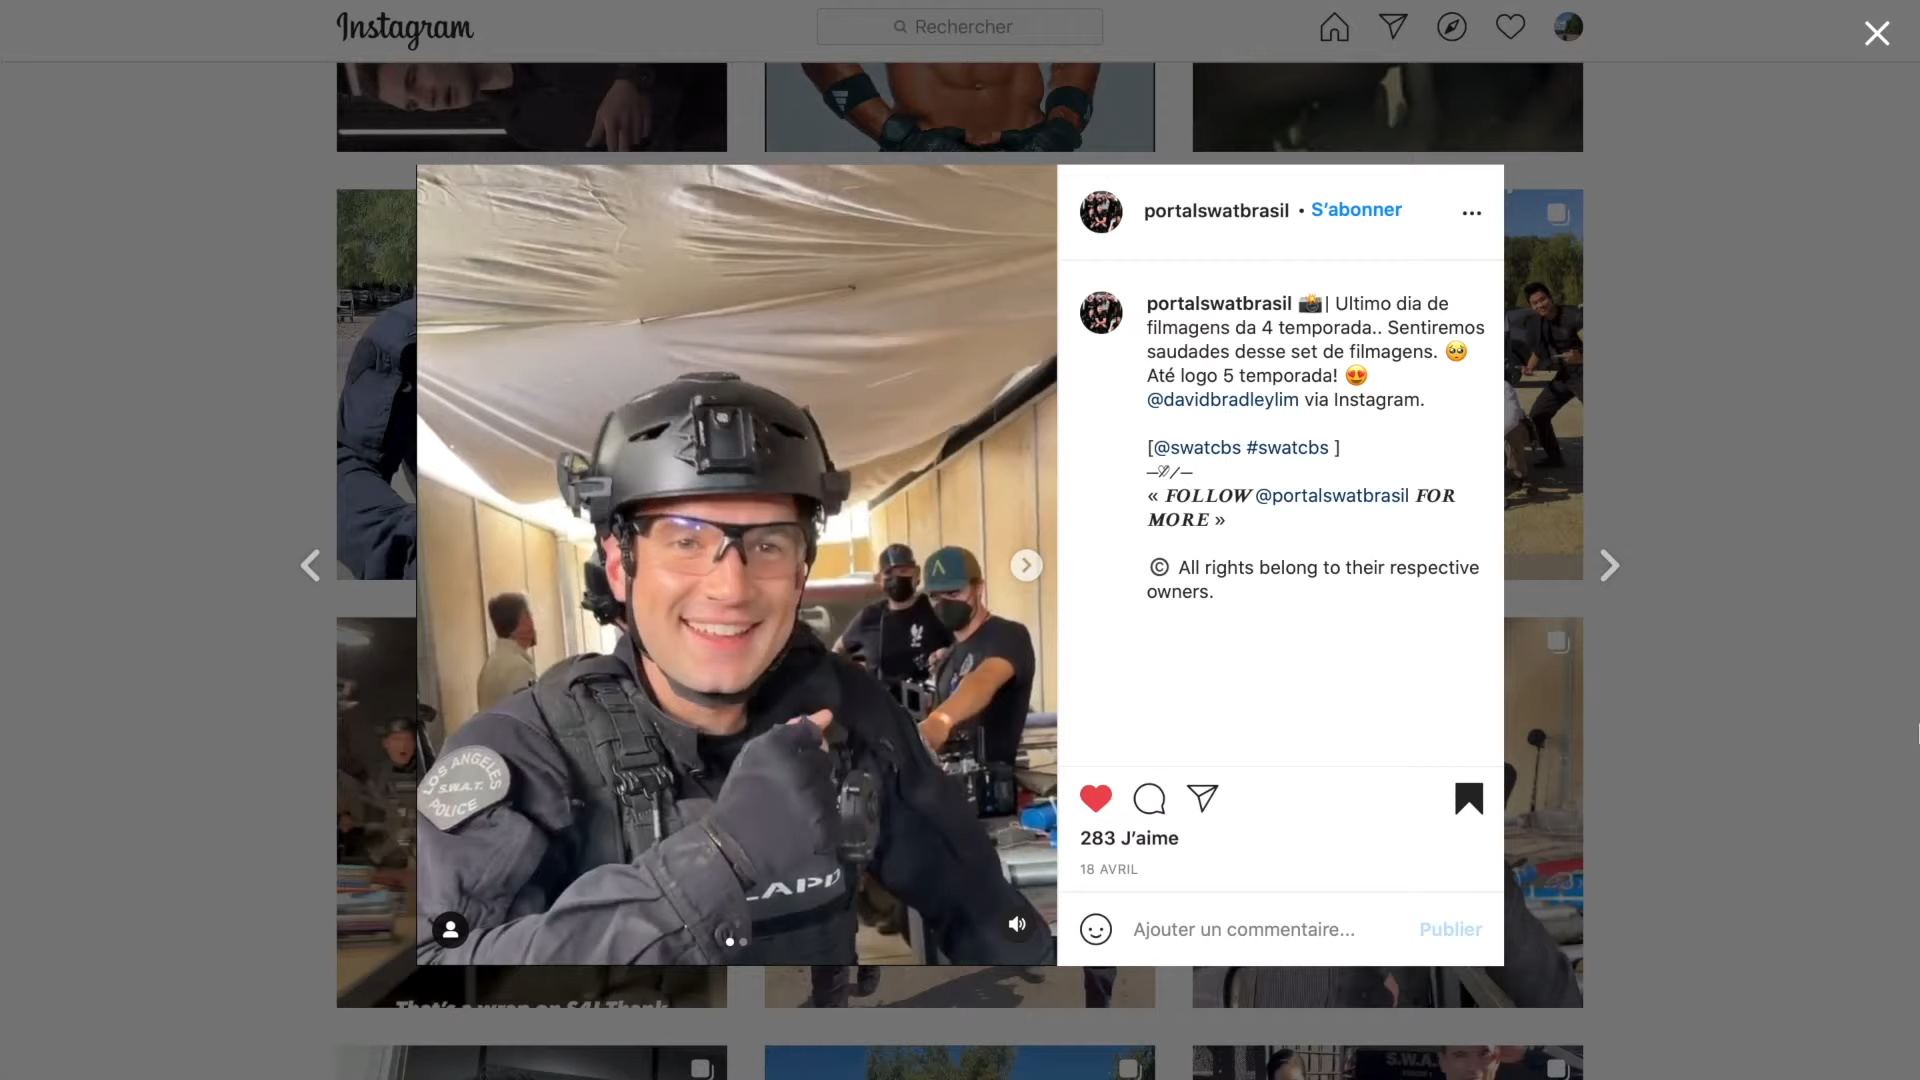 Instagram
Rechercher
portalswatbrasil • S'abonner
portalswatbrasil 📸| Ultimo dia de
filmagens da 4 temporada.. Sentiremos
saudades desse set de filmagens. 🥺
Até logo 5 temporada! 😍
@davidbradleylim via Instagram.
[@swatcbs #swatcbs ]
« FOLLOW @portalswatbrasil FOR
MORE »
© All rights belong to their respective
owners.
283 J'aime
18 AVRIL
Ajouter un commentaire... Publier
LOS ANGELES
S.W.A.T.
POLICE
LAPD
That's a wrap on S4! Thank
S.W.A.